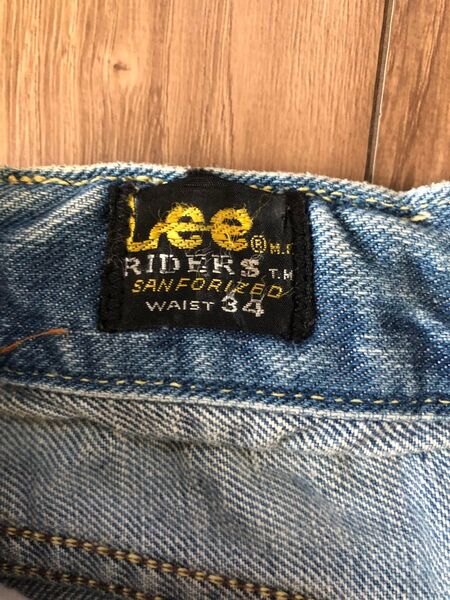 Lee ® M.R.
RIDERS T.M.
SANFORIZED
WAIST 34